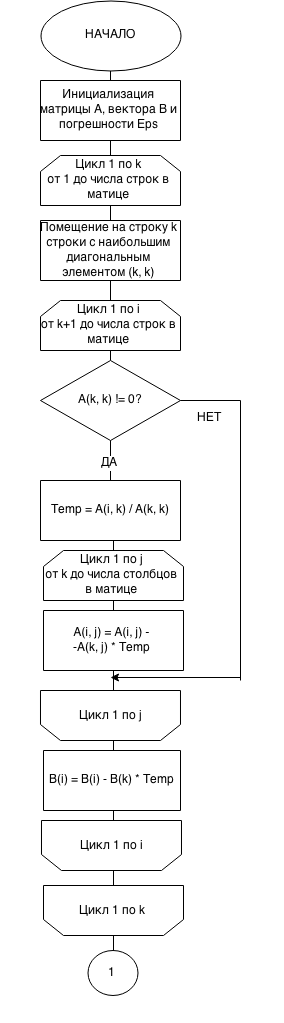 НАЧАЛО
Инициализация
матрицы А, вектора В и
погрешности Eps
Цикл 1 по k
от 1 до числа строк в
матице
Помещение на строку k
строки с наибольшим
диагональным
элементом (k, k)
Цикл 1 по i
от k+1 до числа строк в
матице
A(k, k) != 0?
НЕТ
ДА
Temp = A(i, k) / A(k, k)
Цикл 1 по j
от k до числа столбцов
в матице
A(i, j) = A(i, j) -
-A(k, j) * Temp
Цикл 1 по j
B(i) = B(i) - B(k) * Temp
Цикл 1 по i
Цикл 1 по k
1